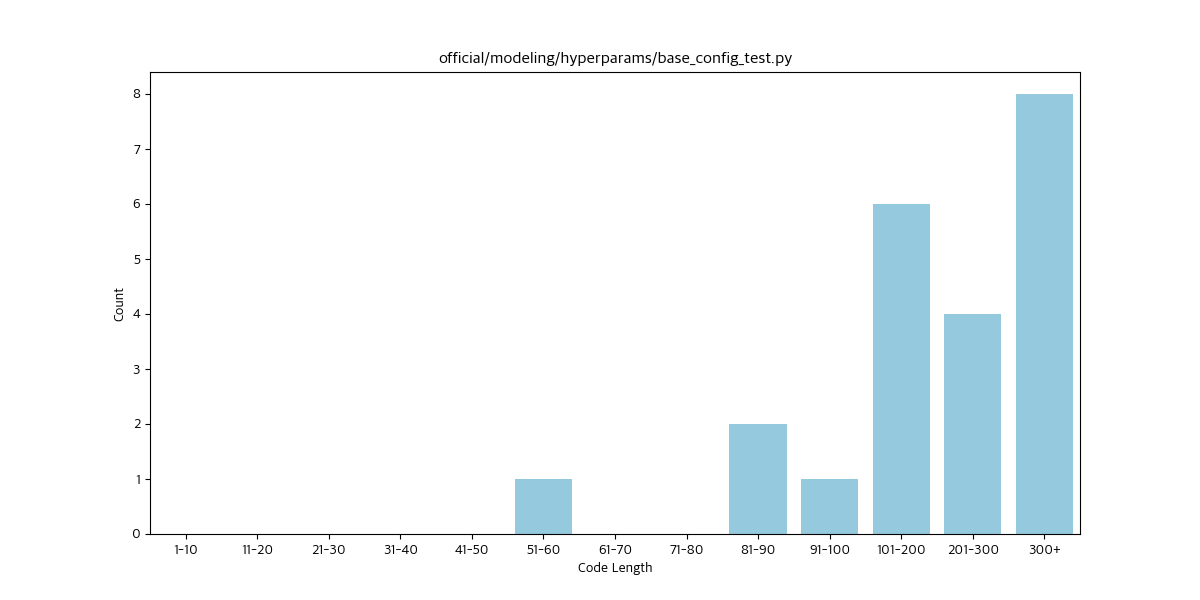 official/modeling/hyperparams/base_config_test.py
8
7
6
5
4
3
2
1
0
Count
1-10 11-20 21-30 31-40 41-50 51-60 61-70 71-80 81-90 91-100 101-200 201-300 300+
Code Length